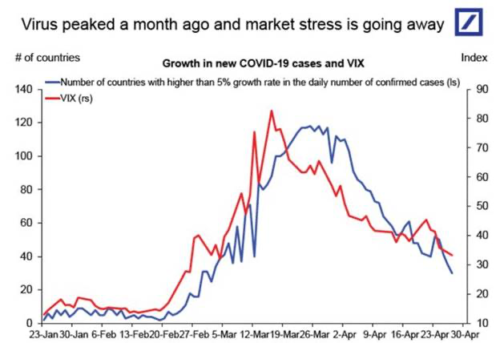 Virus peaked a month ago and market stress is going away
# of countries
Index
Growth in new COVID-19 cases and VIX
Number of countries with higher than 5% growth rate in the daily number of confirmed cases (ls)
VIX (rs)
140
120
100
80
60
40
20
0
90
80
70
60
50
40
30
20
10
23-Jan 30-Jan 6-Feb 13-Feb 20-Feb 27-Feb 5-Mar 12-Mar 19-Mar 26-Mar 2-Apr 9-Apr 16-Apr 23-Apr 30-Apr